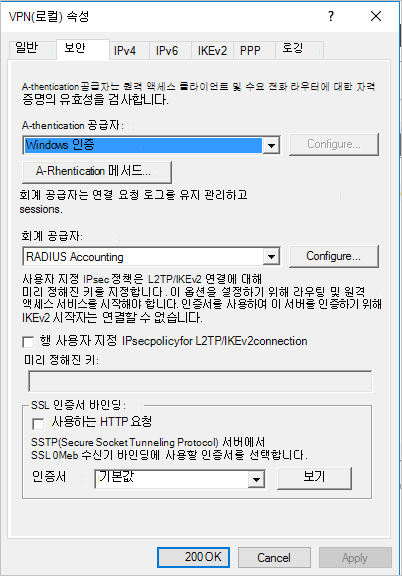 VPN(로컬) 속성
?
일반 보안 IPv4 IPv6 IKEv2 PPP 로깅
A-thentication 공급자는 원격 액세스 클라이언트 및 수요 전화 라우터에 대한 자격
증명의 유효성을 검사합니다.
A-thentication 공급자:
Windows 인증 Configure...
A-Rhentication 메서드...
회계 공급자는 연결 요청 로그를 유지 관리하고
sessions.
회계 공급자:
RADIUS Accounting Configure...
사용자 지정 IPsec 정책은 L2TP/IKEv2 연결에 대해
미리 정해진 키를 지정합니다. 이 옵션을 설정하기 위해 라우팅 및 원격
액세스 서비스를 시작해야 합니다. 인증서를 사용하여 이 서버를 인증하기 위해
IKEv2 시작자는 연결할 수 없습니다.
행 사용자 지정 IPsecpolicyfor L2TP/IKEv2connection
미리 정해진 키:
SSL 인증서 바인딩:
사용하는 HTTP 요청
SSTP(Secure Socket Tunneling Protocol) 서버에서
SSL 0Meb 수신기 바인딩에 사용할 인증서를 선택합니다.
인증서 기본값 보기
200 OK Cancel Apply